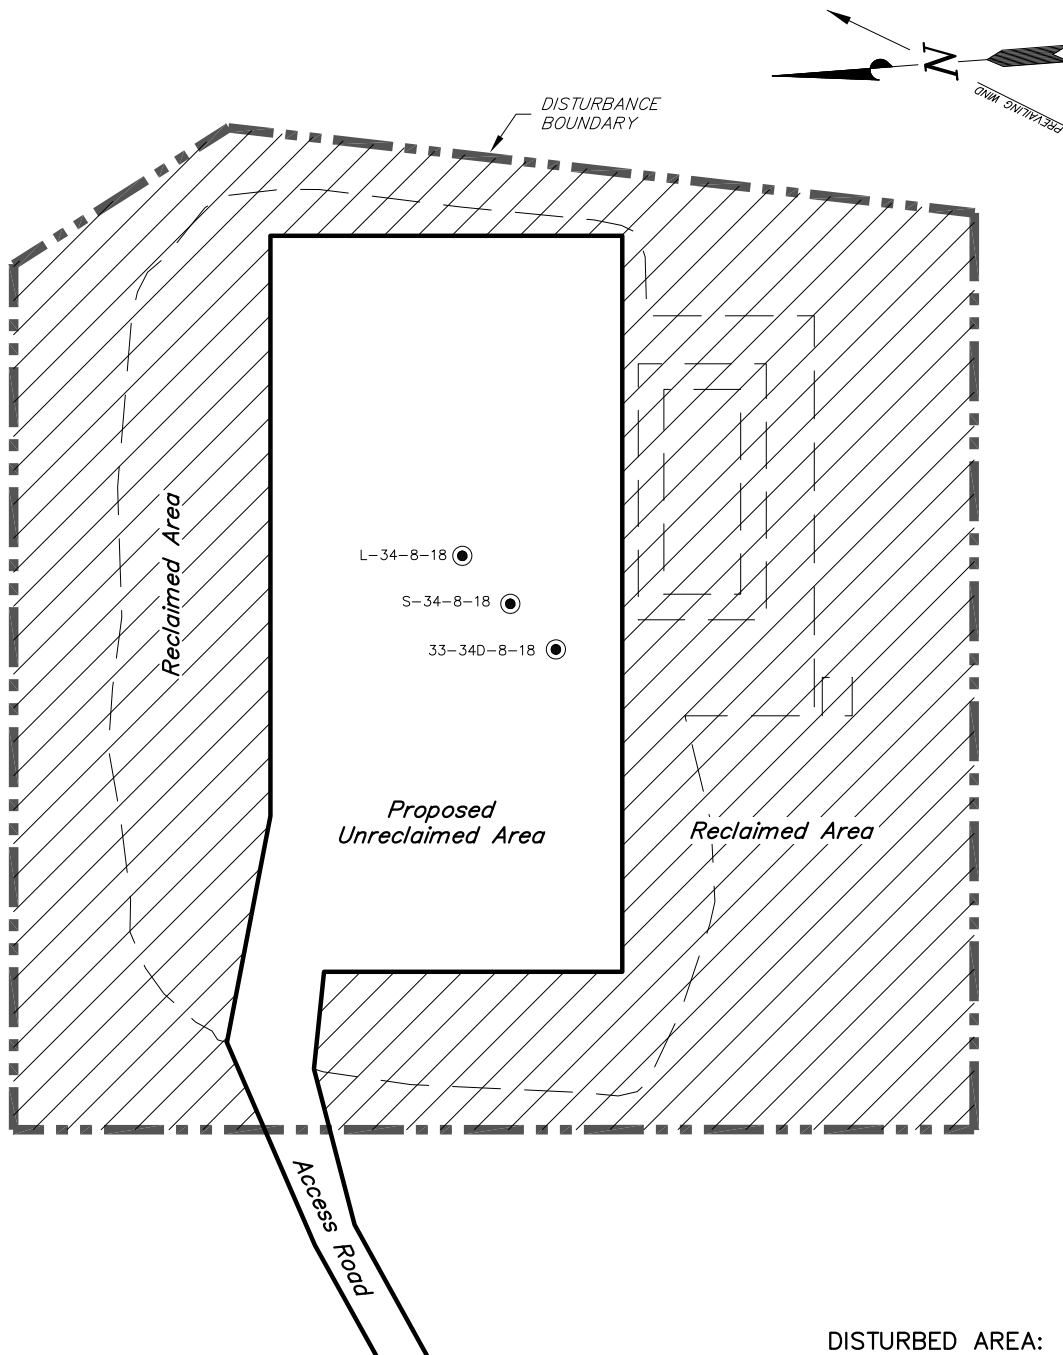 N
PREVAILING WIND
DISTURBANCE
BOUNDARY
Reclaimed Area
L-34-8-18
S-34-8-18
33-34D-8-18
Proposed
Unreclaimed Area
Reclaimed Area
Access Road
DISTURBED AREA: